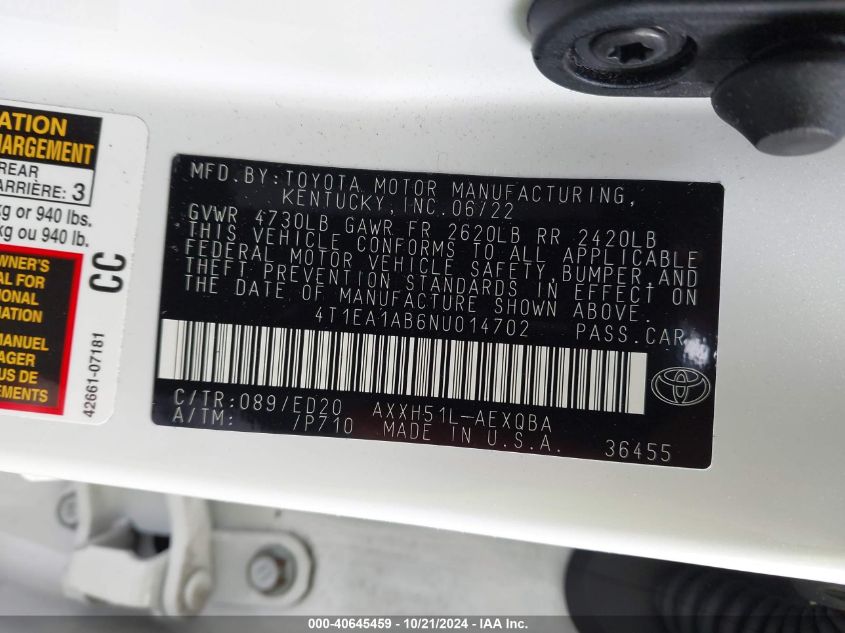 ATION
HARGEMENT
REAR
ARRIÈRE: 3
kg or 940 lbs.
kg ou 940 lb.
OWNER'S
AL FOR
IONAL
MATION
MANUEL
AGER
US DE
EMENTS
CC
42661-07181
MFD. BY: TOYOTA MOTOR MANUFACTURING,
KENTUCKY, INC. 06/22
GVWR 4730LB GAWR FR 2620LB RR 2420LB
THIS VEHICLE CONFORMS TO ALL APPLICABLE
FEDERAL MOTOR VEHICLE SAFETY, BUMPER, AND
THEFT PREVENTION STANDARDS IN EFFECT ON
THE DATE OF MANUFACTURE SHOWN ABOVE.
4T1EA1AB6NU014702 PASS. CAR
C/TR: 089/ED20 AXXH51L-AEXQBA
A/TM: /P710 MADE IN U.S.A. 36455
000-40645459 - 10/21/2024 - IAA Inc.